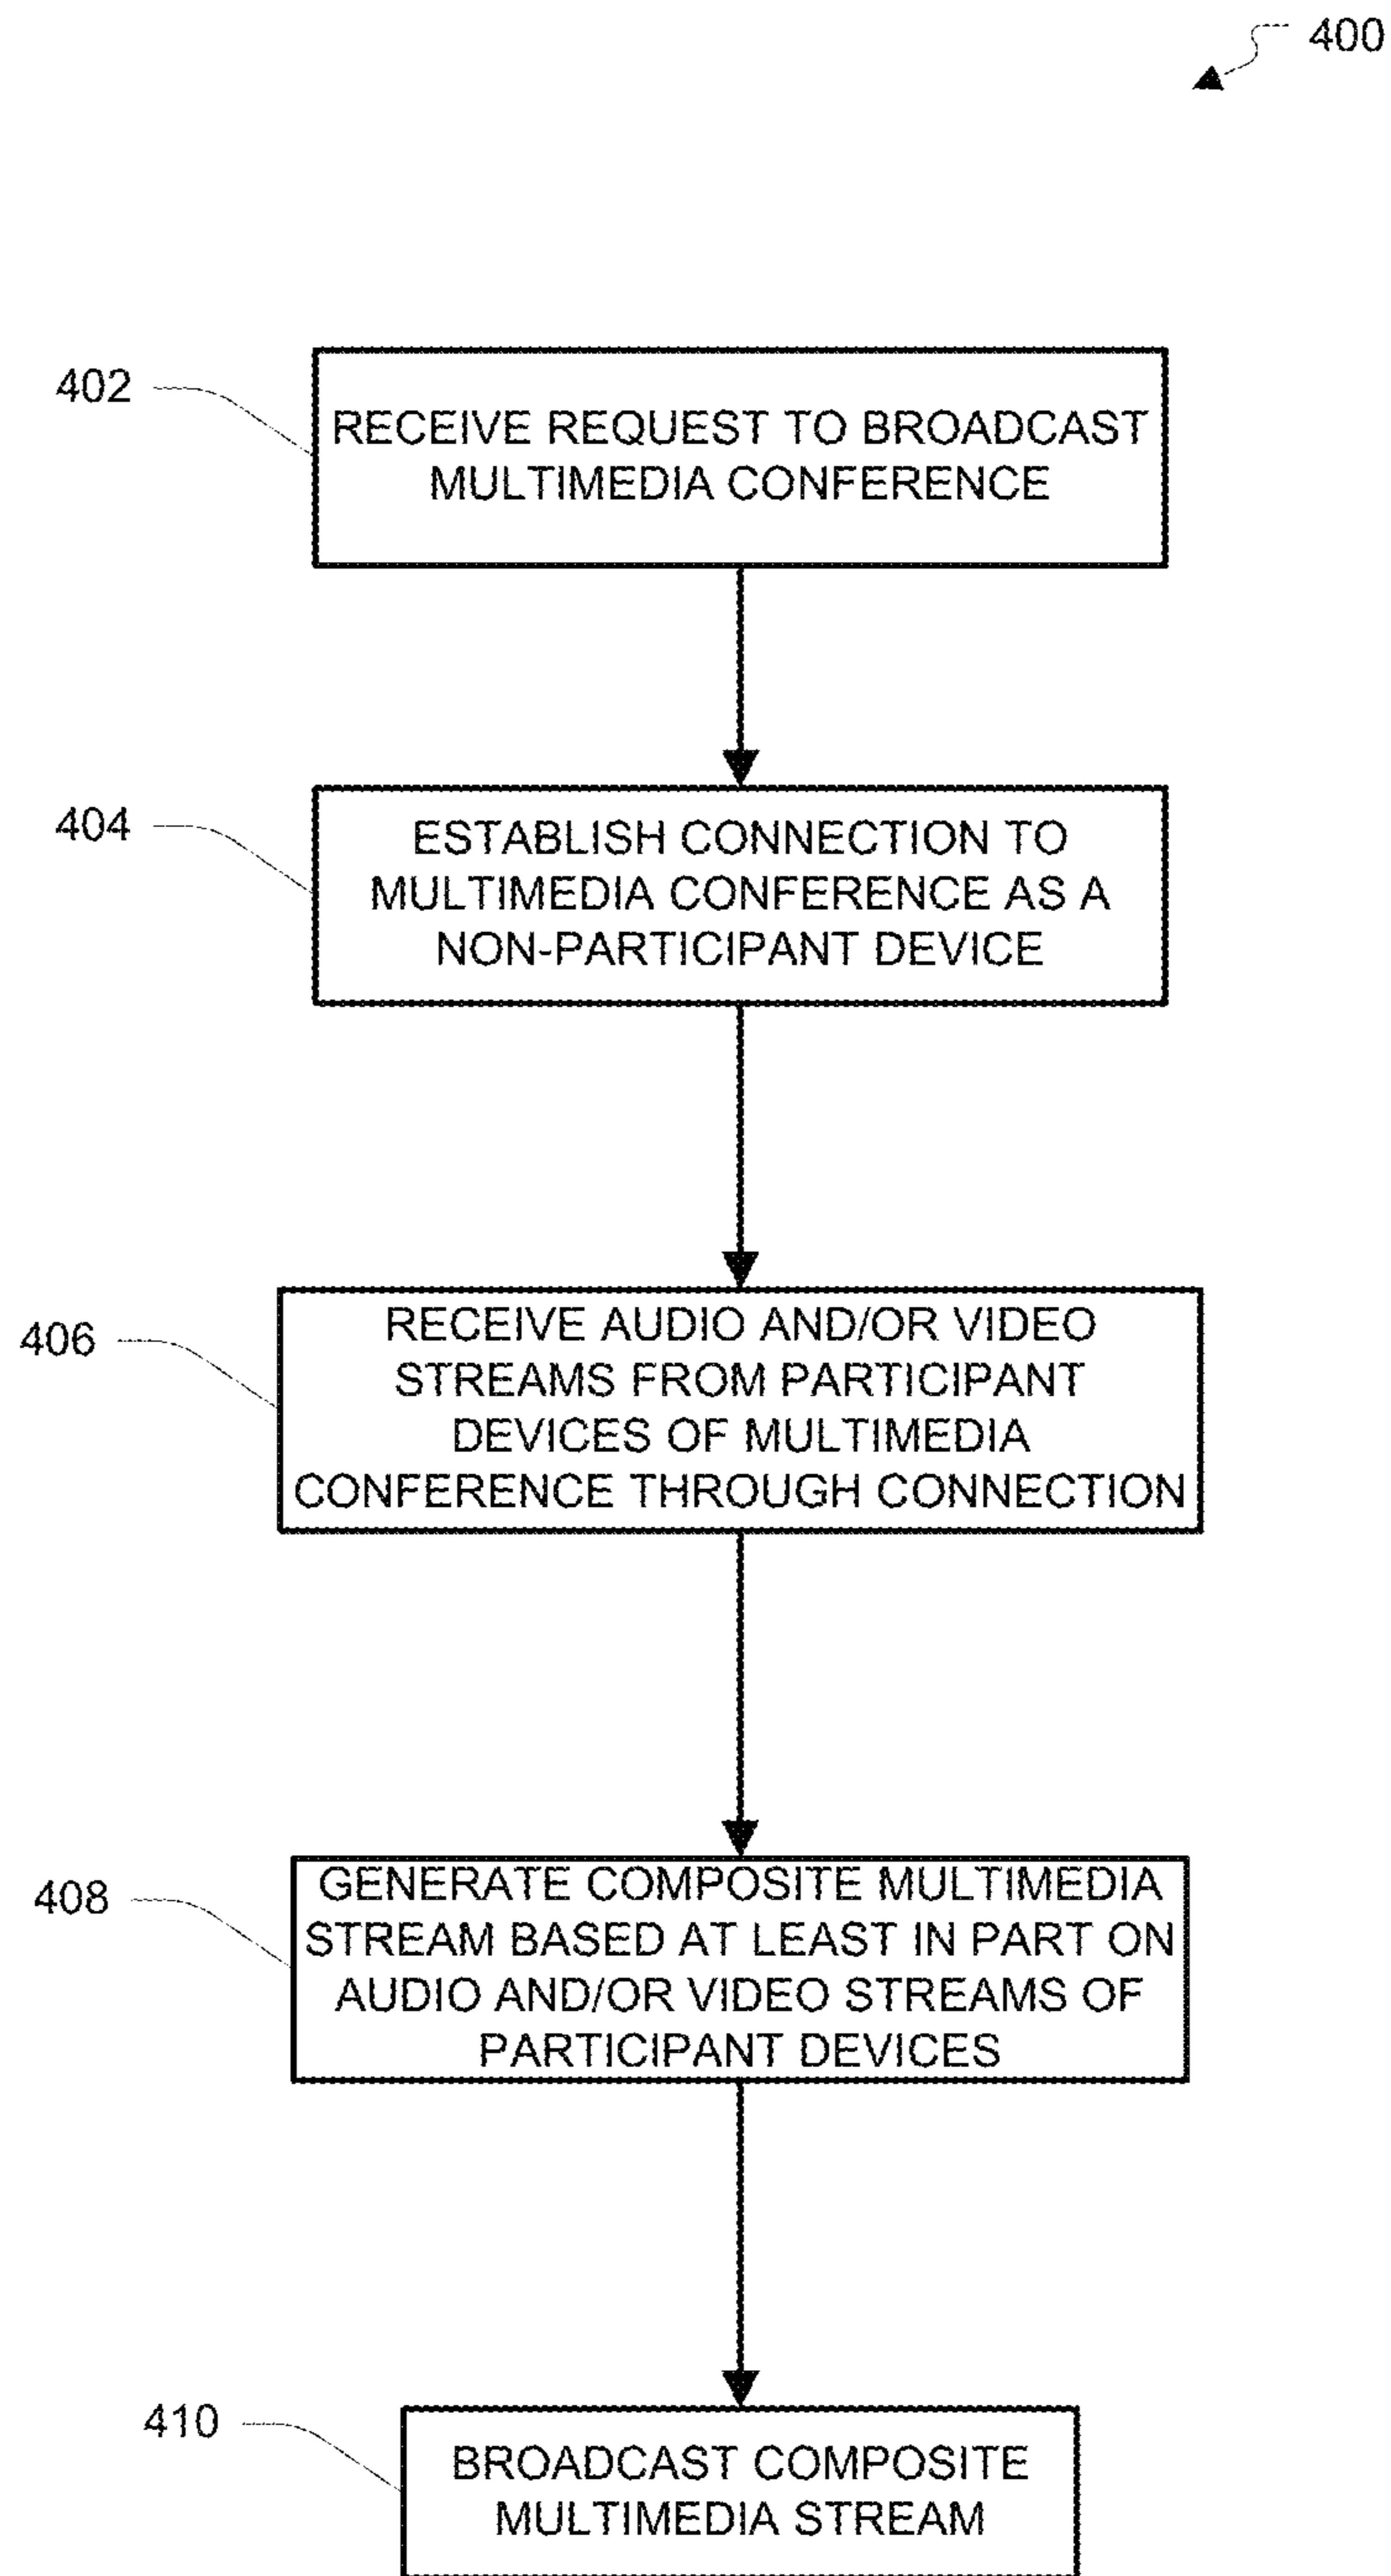 400
402
RECEIVE REQUEST TO BROADCAST
MULTIMEDIA CONFERENCE
404
ESTABLISH CONNECTION TO
MULTIMEDIA CONFERENCE AS A
NON-PARTICIPANT DEVICE
406
RECEIVE AUDIO AND/OR VIDEO
STREAMS FROM PARTICIPANT
DEVICES OF MULTIMEDIA
CONFERENCE THROUGH CONNECTION
408
GENERATE COMPOSITE MULTIMEDIA
STREAM BASED AT LEAST IN PART ON
AUDIO AND/OR VIDEO STREAMS OF
PARTICIPANT DEVICES
410
BROADCAST COMPOSITE
MULTIMEDIA STREAM